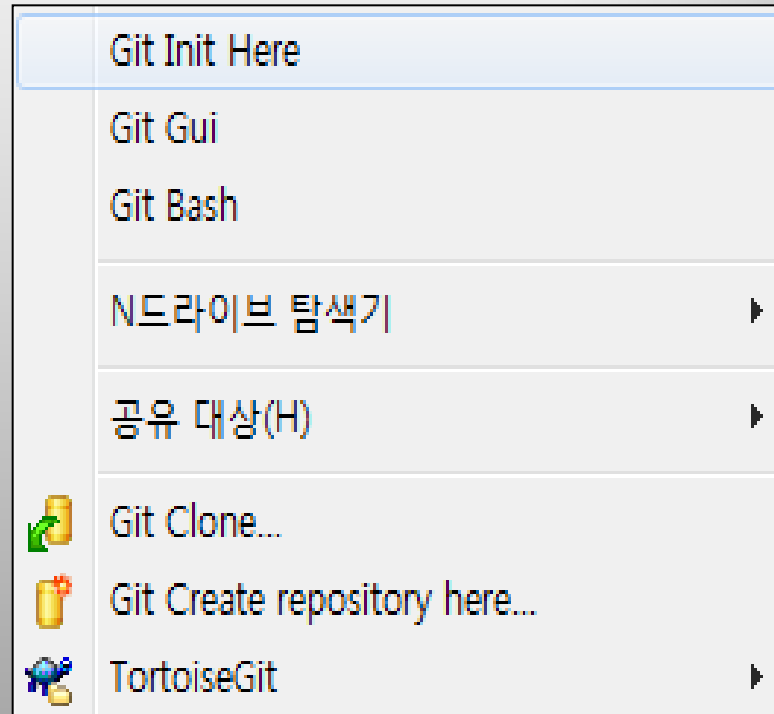 Git Init Here
Git Gui
Git Bash
N드라이브 탐색기
공유 대상(H)
Git Clone...
Git Create repository here...
TortoiseGit